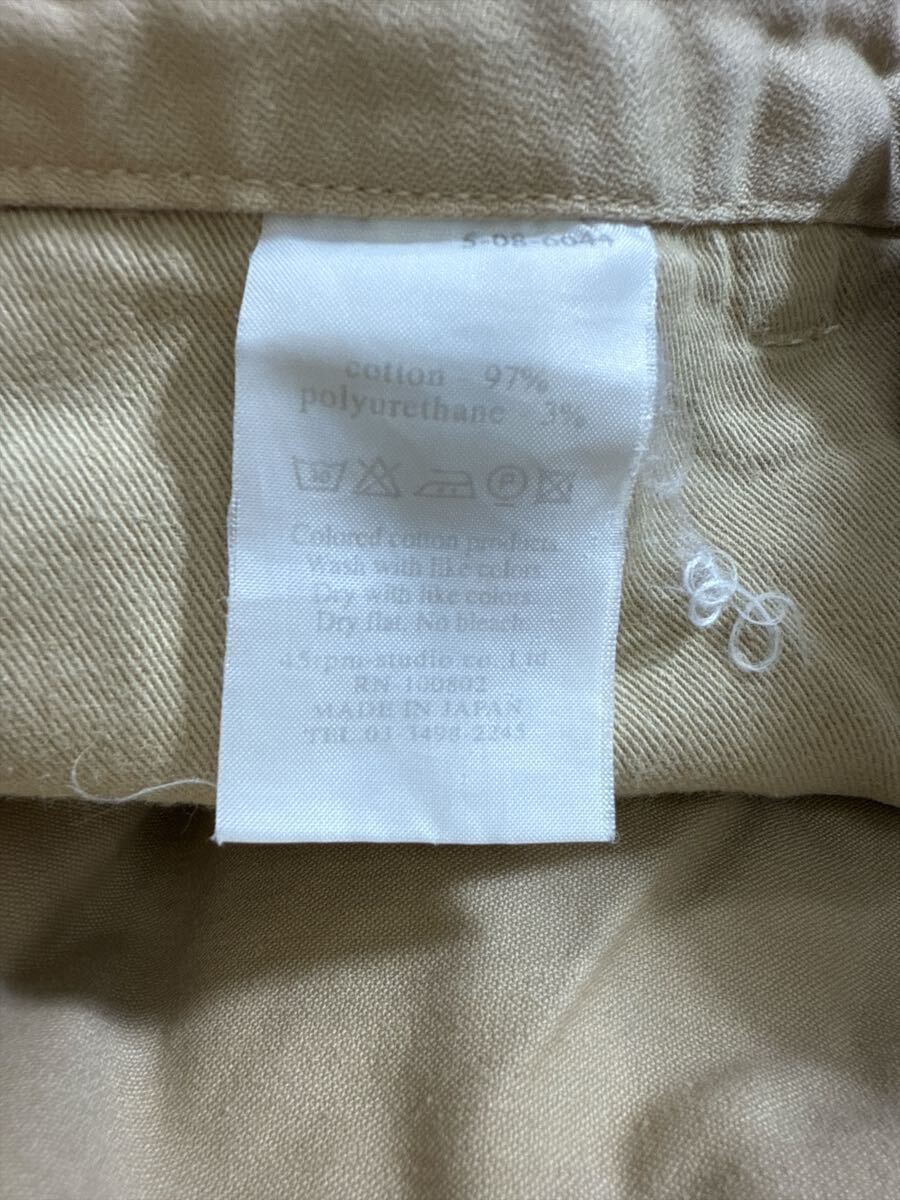 5-08-6044
cotton - 97%
polyurethane - 3%
30
Colored cotton products.
Wash with like colors.
Dry with like colors.
Dry flat. No bleach.
45rpm-studio co.,Ltd
RN 100802
MADE IN JAPAN
TEL 03-3498-2245